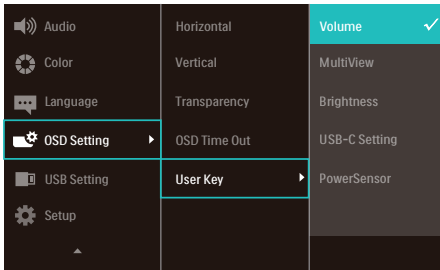 Audio
Color
Language
OSD Setting
USB Setting
Setup
Horizontal
Vertical
Transparency
OSD Time Out
User Key
Volume
MultiView
Brightness
USB-C Setting
PowerSensor